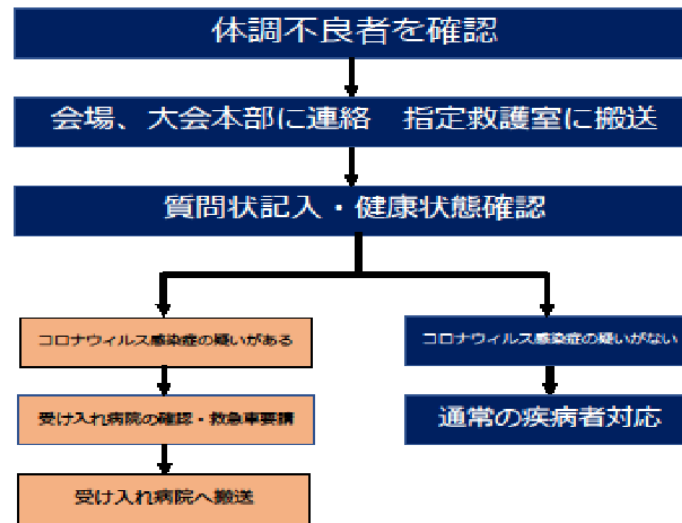 体調不良者を確認
会場、大会本部に連絡　指定救護室に搬送
質問状記入・健康状態確認
コロナウィルス感染症の疑いがある
コロナウィルス感染症の疑いがない
受け入れ病院の確認・救急車要請
通常の疾病者対応
受け入れ病院へ搬送